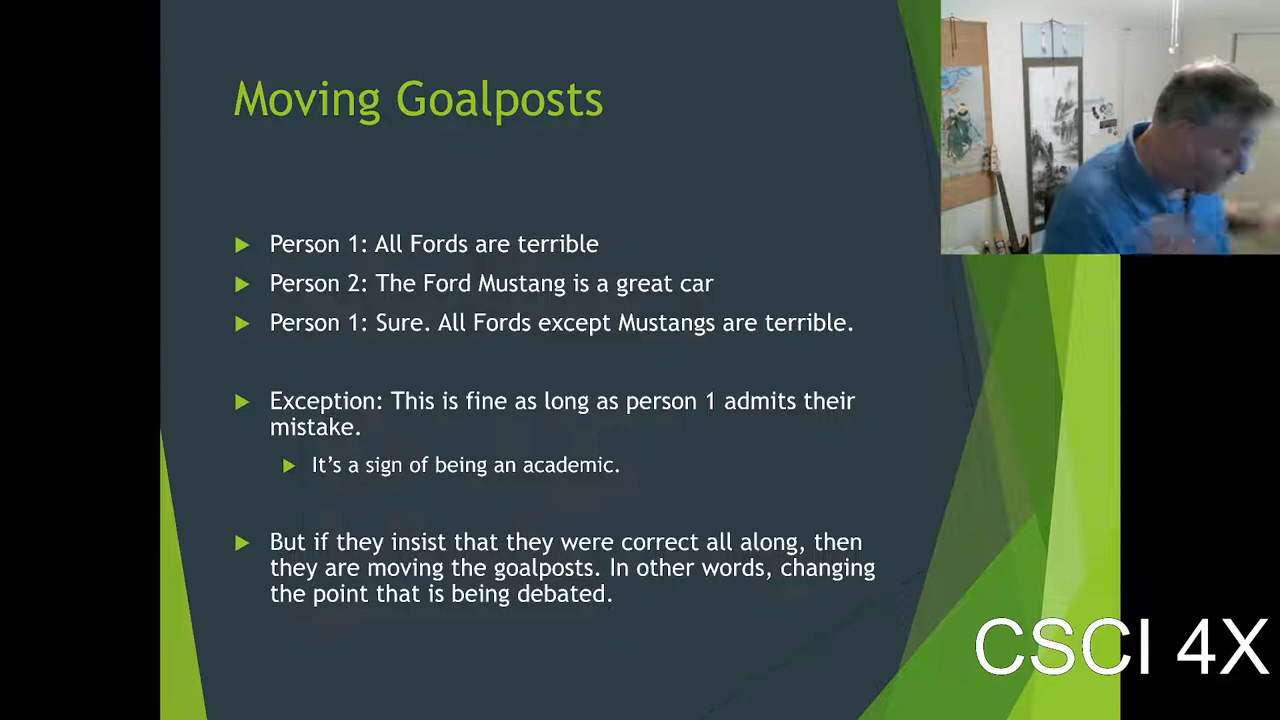 Moving Goalposts
Person 1: All Fords are terrible
Person 2: The Ford Mustang is a great car
Person 1: Sure. All Fords except Mustangs are terrible.
Exception: This is fine as long as person 1 admits their
mistake.
It's a sign of being an academic.
But if they insist that they were correct all along, then
they are moving the goalposts. In other words, changing
the point that is being debated.
CSCI 4X